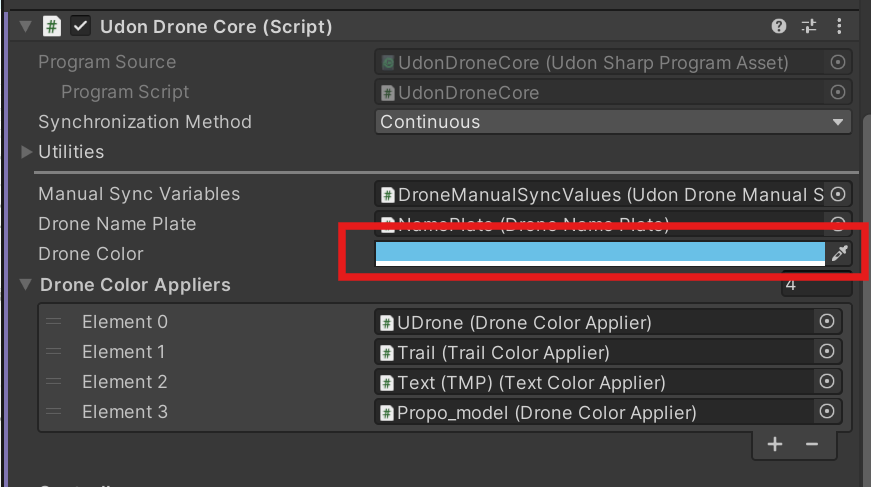 Udon Drone Core (Script)
Program Source UdonDroneCore (Udon Sharp Program Asset)
Program Script UdonDroneCore
Synchronization Method Continuous
Utilities
Manual Sync Variables DroneManualSyncValues (Udon Drone Manual S
Drone Name Plate NamePlate (Drone Name Plate)
Drone Color
Drone Color Appliers 4
Element 0 UDrone (Drone Color Applier)
Element 1 Trail (Trail Color Applier)
Element 2 Text (TMP) (Text Color Applier)
Element 3 Propo_model (Drone Color Applier)